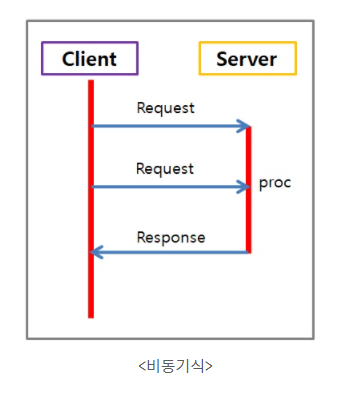 Client Server
Request
Request
proc
Response
<비동기식>